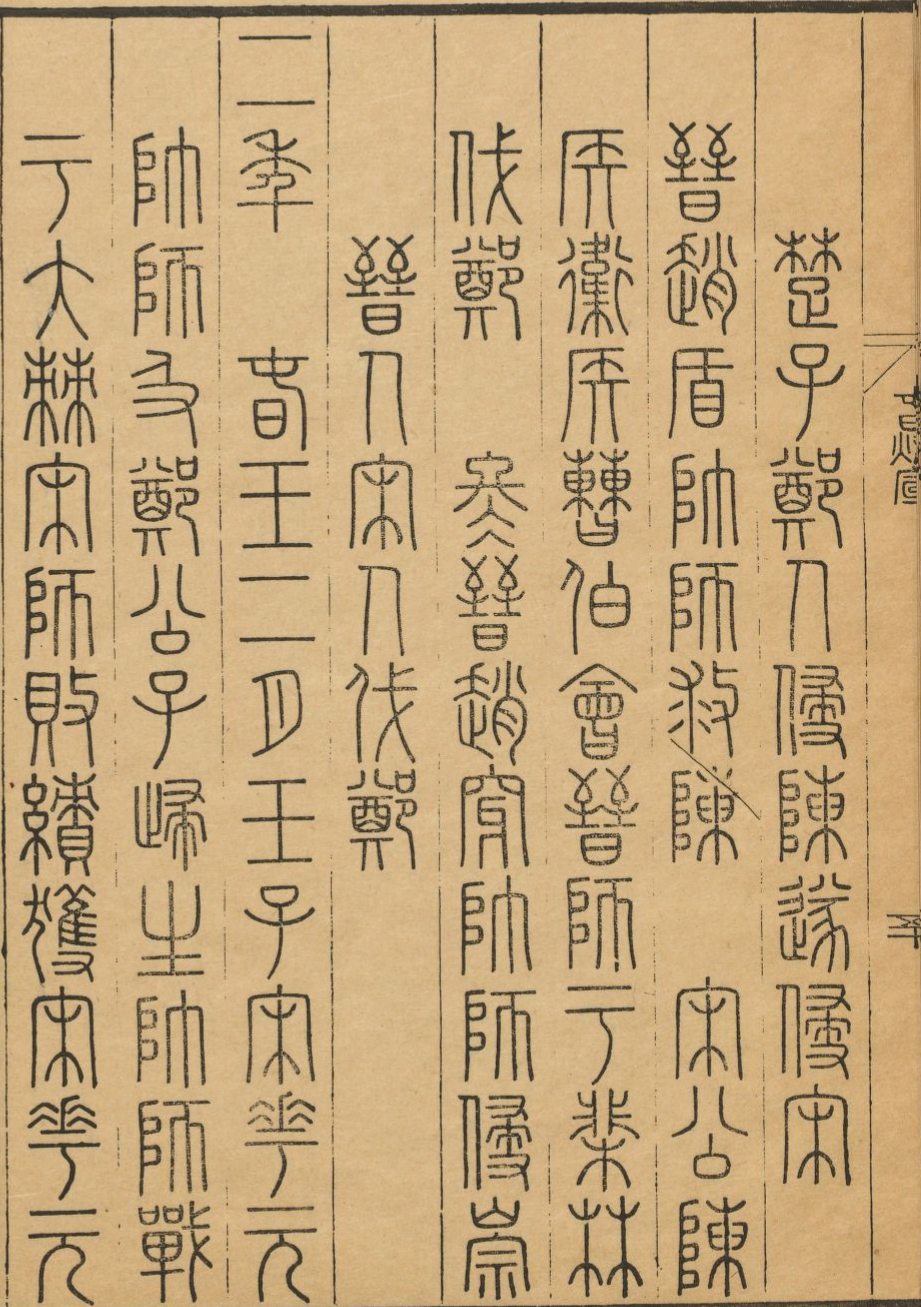 楚子鄭人侵陳遂侵宋
晉趙盾帥師救陳　宋公陳
侯衞侯曹伯會晉師于棐林
伐鄭　冬晉趙穿帥師侵崇
晉人宋人伐鄭
二年　春王二月壬子宋華元
帥師及鄭公子歸生帥師戰
于大棘宋師敗績獲宋華元